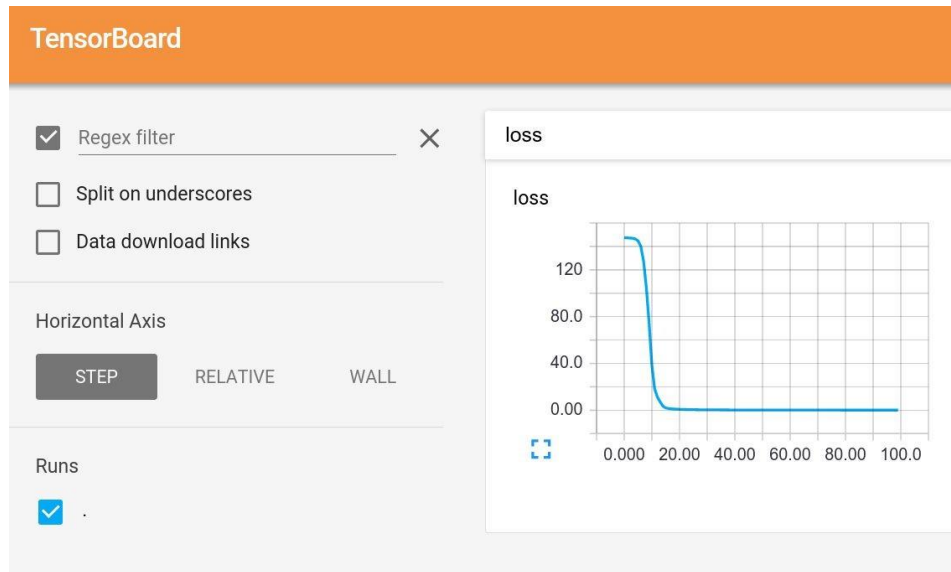 TensorBoard
Regex filter
Split on underscores
Data download links
Horizontal Axis
STEP RELATIVE WALL
Runs
.
loss
loss
120
80.0
40.0
0.00
0.000 20.00 40.00 60.00 80.00 100.0